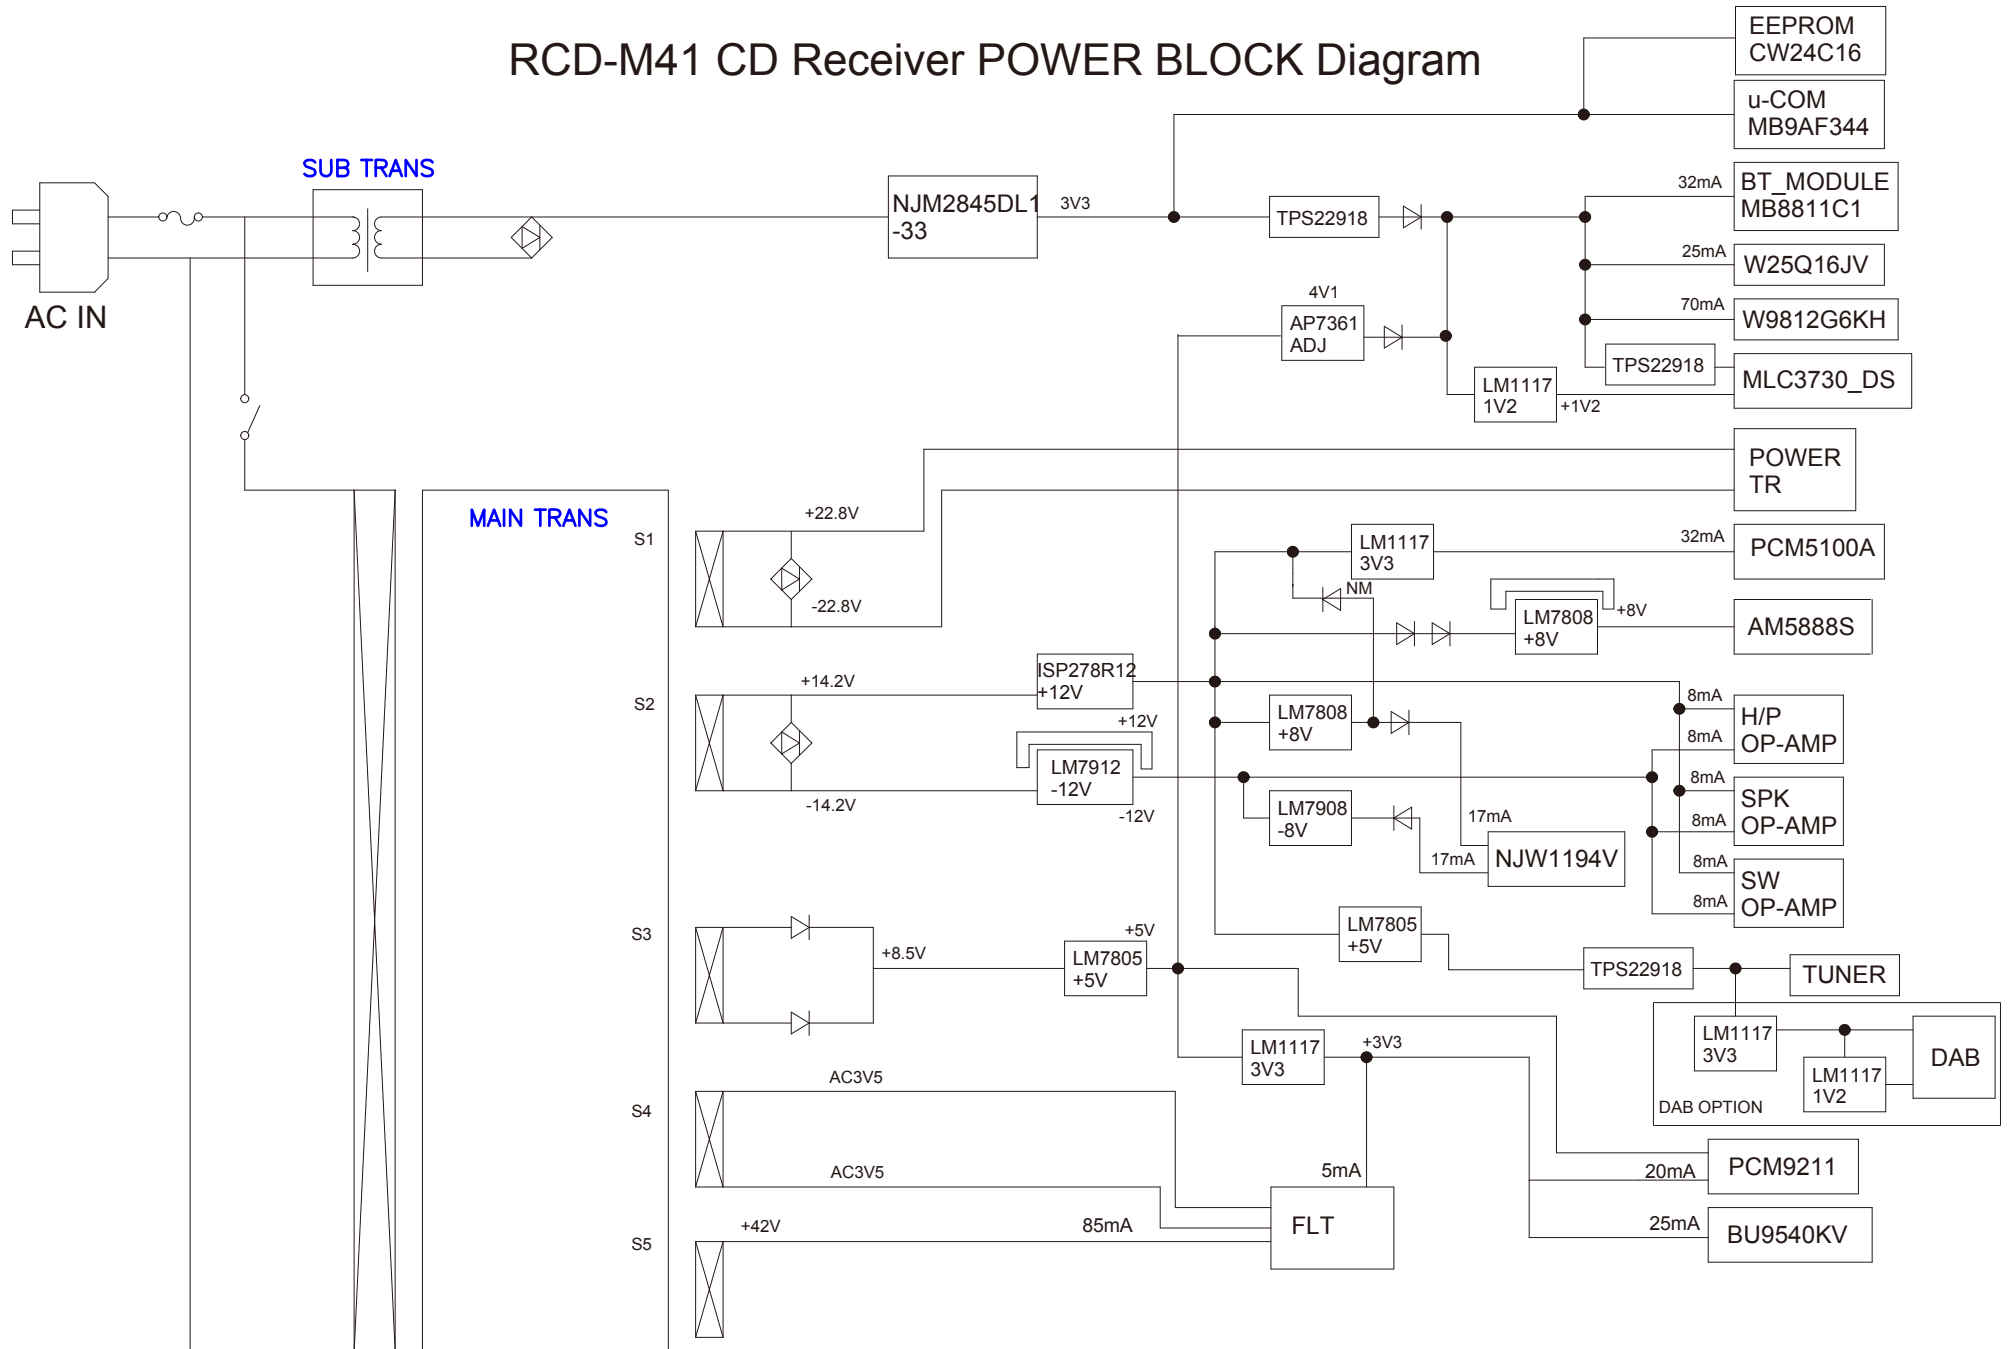 RCD-M41 CD Receiver POWER BLOCK Diagram
EEPROM
CW24C16
u-COM
MB9AF344
SUB TRANS
AC IN
NJM2845DL1
-33
3V3
TPS22918
32mA
BT_MODULE
MB8811C1
25mA
W25Q16JV
70mA
W9812G6KH
4V1
AP7361
ADJ
TPS22918
MLC3730_DS
LM1117
1V2
+1V2
POWER
TR
MAIN TRANS
S1
+22.8V
-22.8V
LM1117
3V3
32mA
PCM5100A
NM
LM7808
+8V
+8V
AM5888S
S2
+14.2V
-14.2V
ISP278R12
+12V
+12V
LM7912
-12V
-12V
LM7808
+8V
LM7908
-8V
17mA
17mA
NJW1194V
8mA
8mA
H/P
OP-AMP
8mA
8mA
SPK
OP-AMP
8mA
8mA
SW
OP-AMP
S3
+8.5V
+5V
LM7805
+5V
LM7805
+5V
TPS22918
TUNER
LM1117
3V3
LM1117
1V2
DAB
DAB OPTION
LM1117
3V3
+3V3
S4
AC3V5
AC3V5
5mA
FLT
20mA
PCM9211
S5
+42V
85mA
25mA
BU9540KV